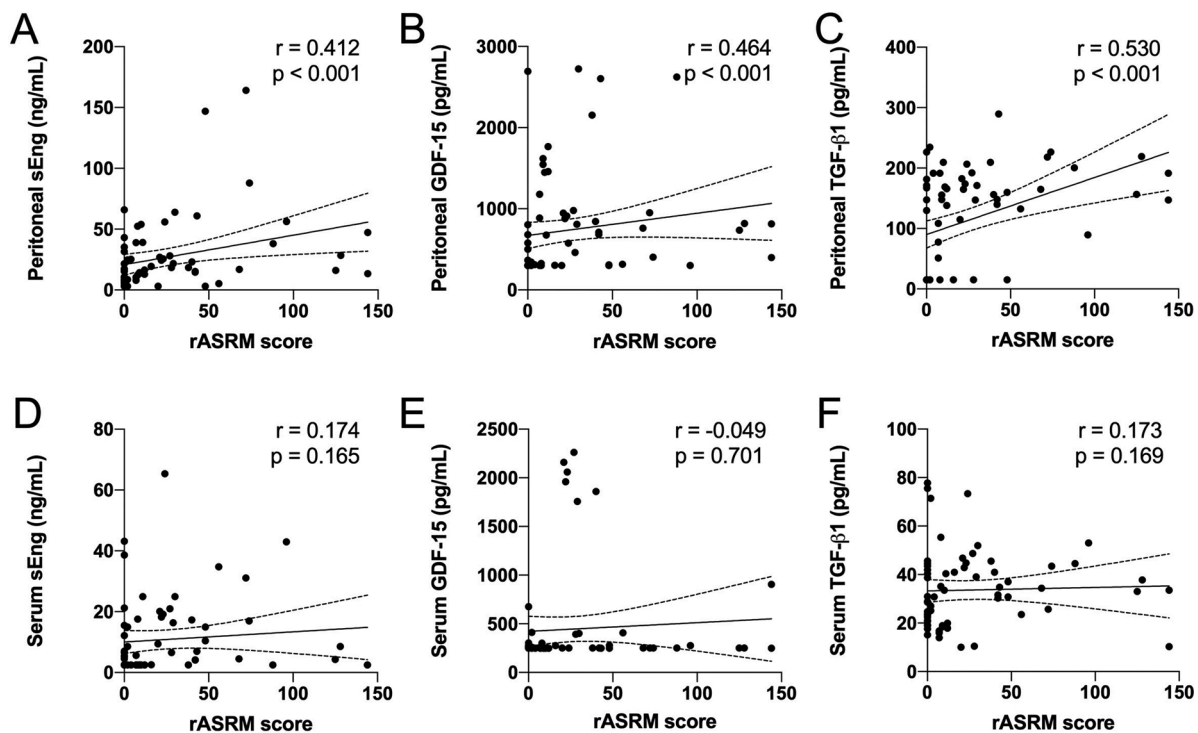 A
r = 0.412
p < 0.001
Peritoneal sEng (ng/mL)
200
150
100
50
0
0 50 100 150
rASRM score
B
r = 0.464
p < 0.001
Peritoneal GDF-15 (pg/mL)
3000
2000
1000
0
0 50 100 150
rASRM score
C
r = 0.530
p < 0.001
Peritoneal TGF-β1 (pg/mL)
400
300
200
100
0
0 50 100 150
rASRM score
D
r = 0.174
p = 0.165
Serum sEng (ng/mL)
80
60
40
20
0
0 50 100 150
rASRM score
E
r = -0.049
p = 0.701
Serum GDF-15 (pg/mL)
2500
2000
1500
1000
500
0
0 50 100 150
rASRM score
F
r = 0.173
p = 0.169
Serum TGF-β1 (pg/mL)
100
80
60
40
20
0
0 50 100 150
rASRM score